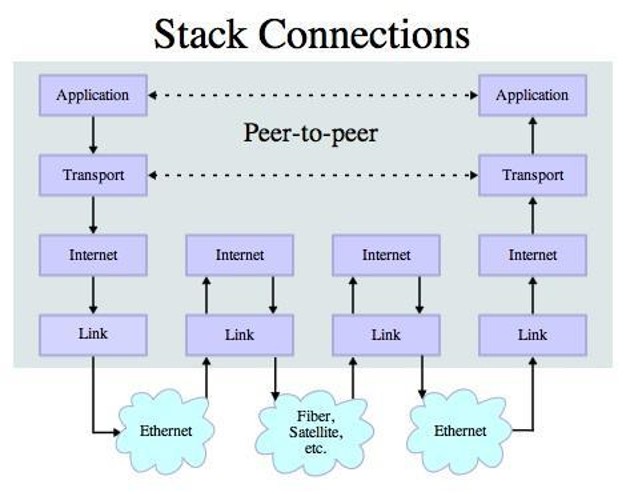 Stack Connections
Application
Application
Peer-to-peer
Transport
Transport
Internet
Internet
Internet
Internet
Link
Link
Link
Link
Ethernet
Fiber,
Satellite,
etc.
Ethernet